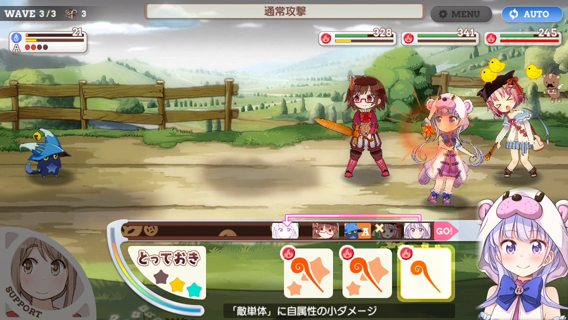 WAVE 3/3 3
通常攻撃
MENU
AUTO
21
A
328
341
245
A
GO!
とっておき
SUPPORT
「敵単体」に自属性の小ダメージ